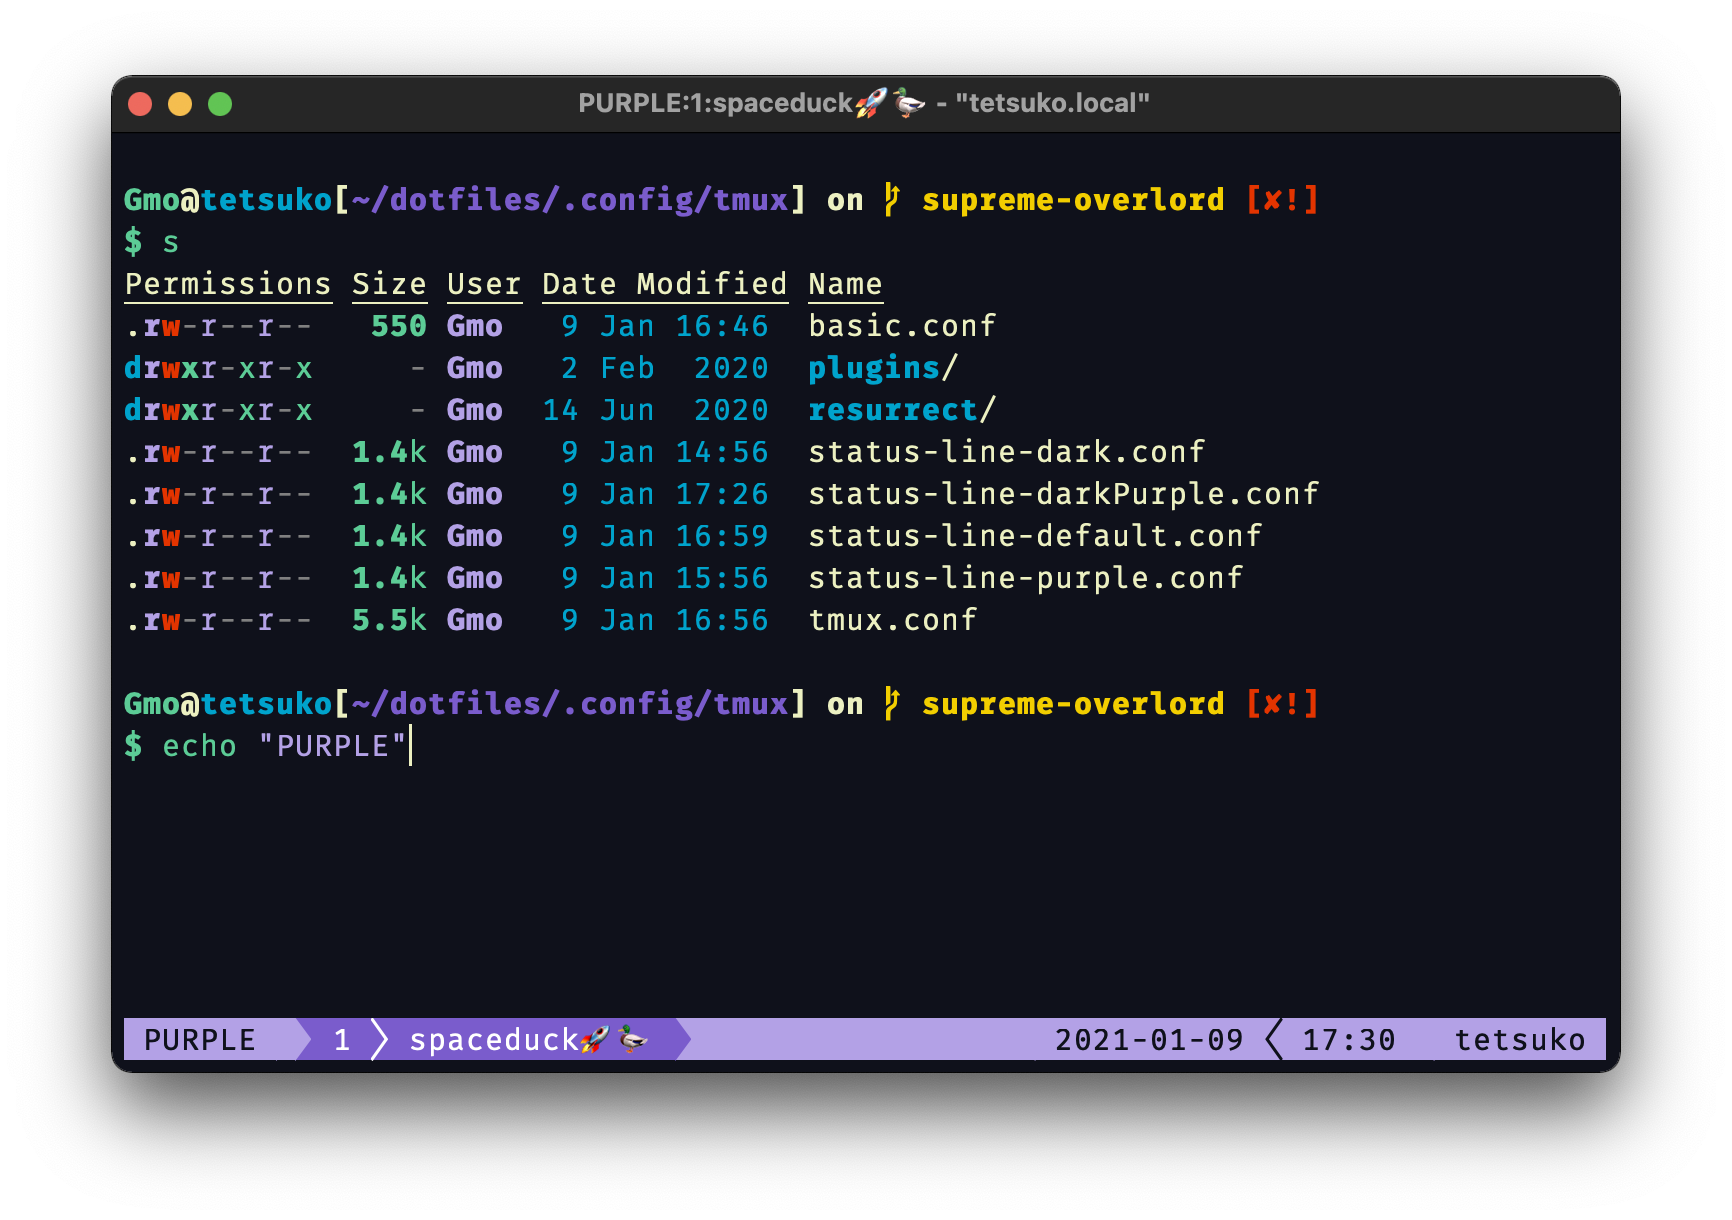 PURPLE:1:spaceduck🚀🦆 - "tetsuko.local"
Gmo@tetsuko[~/dotfiles/.config/tmux] on  supreme-overlord [✘!]
$ s
Permissions Size User Date Modified Name
.rw-r--r--   550 Gmo   9 Jan 16:46  basic.conf
drwxr-xr-x     - Gmo   2 Feb  2020  plugins/
drwxr-xr-x     - Gmo  14 Jun  2020  resurrect/
.rw-r--r--  1.4k Gmo   9 Jan 14:56  status-line-dark.conf
.rw-r--r--  1.4k Gmo   9 Jan 17:26  status-line-darkPurple.conf
.rw-r--r--  1.4k Gmo   9 Jan 16:59  status-line-default.conf
.rw-r--r--  1.4k Gmo   9 Jan 15:56  status-line-purple.conf
.rw-r--r--  5.5k Gmo   9 Jan 16:56  tmux.conf
Gmo@tetsuko[~/dotfiles/.config/tmux] on  supreme-overlord [✘!]
$ echo "PURPLE"
PURPLE 1 spaceduck🚀🦆 2021-01-09 17:30 tetsuko